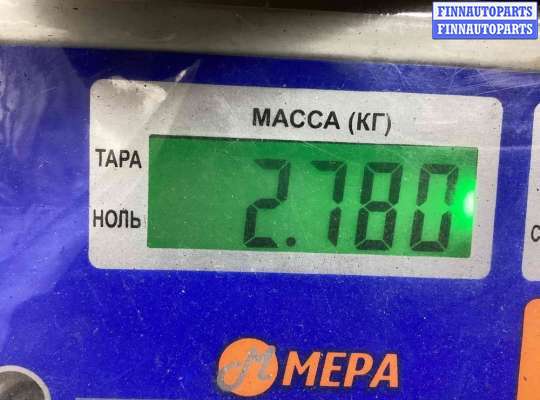 FINNAUTOPARTS
FINNAUTOPARTS
МАССА (КГ)
ТАРА
2.780
НОЛЬ
МЕРА